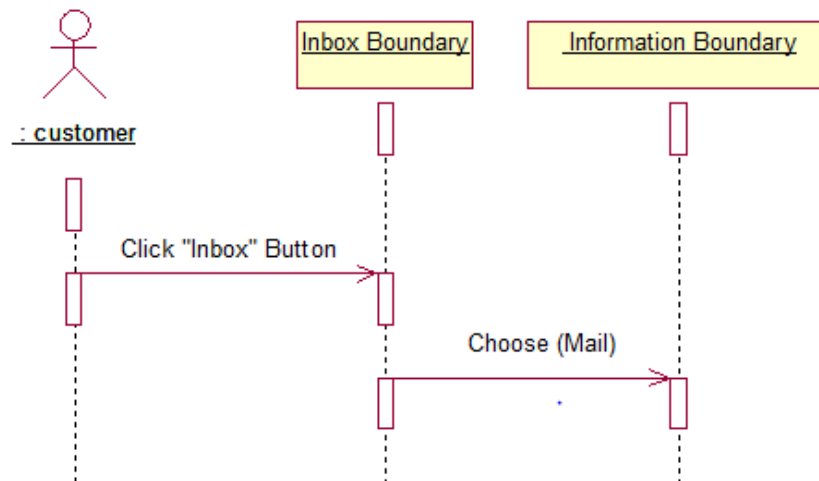 Inbox Boundary
Information Boundary
: customer
Click "Inbox" Button
Choose (Mail)